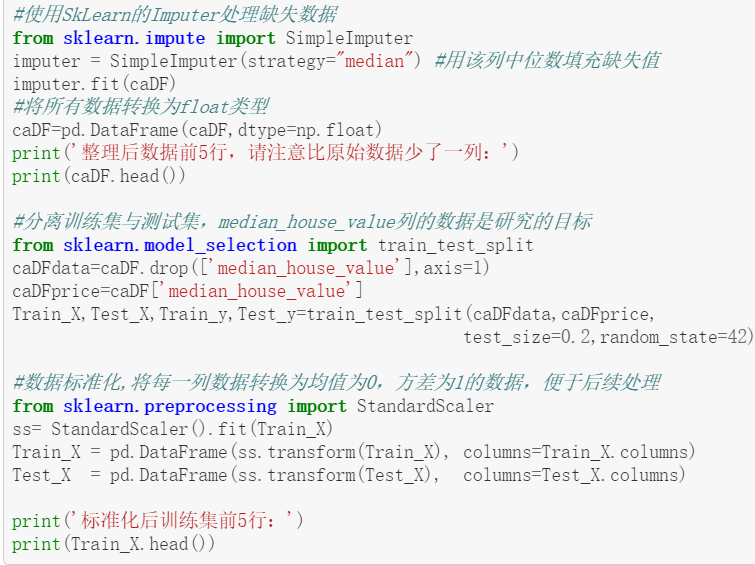 #使用SkLearn的Imputer处理缺失数据
from sklearn.impute import SimpleImputer
imputer = SimpleImputer(strategy="median") #用该列中位数填充缺失值
imputer.fit(caDF)
#将所有数据转换为float类型
caDF=pd.DataFrame(caDF,dtype=np.float)
print('整理后数据前5行，请注意比原始数据少了一列：')
print(caDF.head())
#分离训练集与测试集，median_house_value列的数据是研究的目标
from sklearn.model_selection import train_test_split
caDFdata=caDF.drop(['median_house_value'],axis=1)
caDFprice=caDF['median_house_value']
Train_X,Test_X,Train_y,Test_y=train_test_split(caDFdata,caDFprice,
test_size=0.2,random_state=42)
#数据标准化,将每一列数据转换为均值为0，方差为1的数据，便于后续处理
from sklearn.preprocessing import StandardScaler
ss= StandardScaler().fit(Train_X)
Train_X = pd.DataFrame(ss.transform(Train_X), columns=Train_X.columns)
Test_X  = pd.DataFrame(ss.transform(Test_X),  columns=Test_X.columns)
print('标准化后训练集前5行：')
print(Train_X.head())